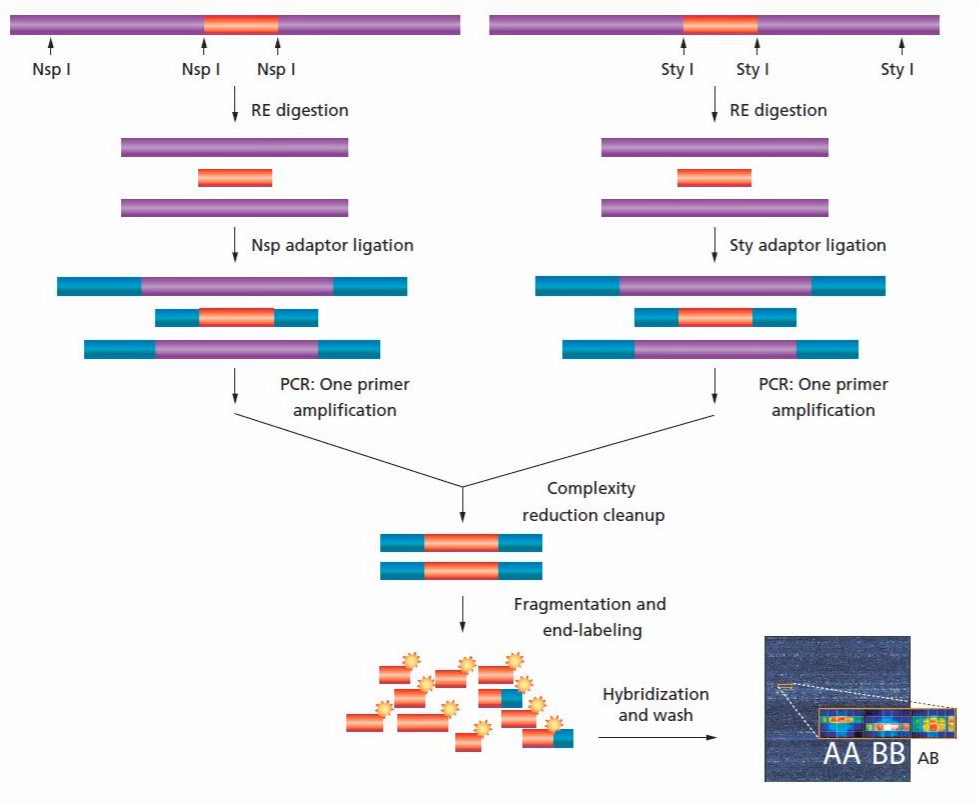 Nsp I
Nsp I
Nsp I
Sty I
Sty I
Sty I
RE digestion
RE digestion
Nsp adaptor ligation
Sty adaptor ligation
PCR: One primer
amplification
PCR: One primer
amplification
Complexity
reduction cleanup
Fragmentation and
end-labeling
Hybridization
and wash
AA BB AB